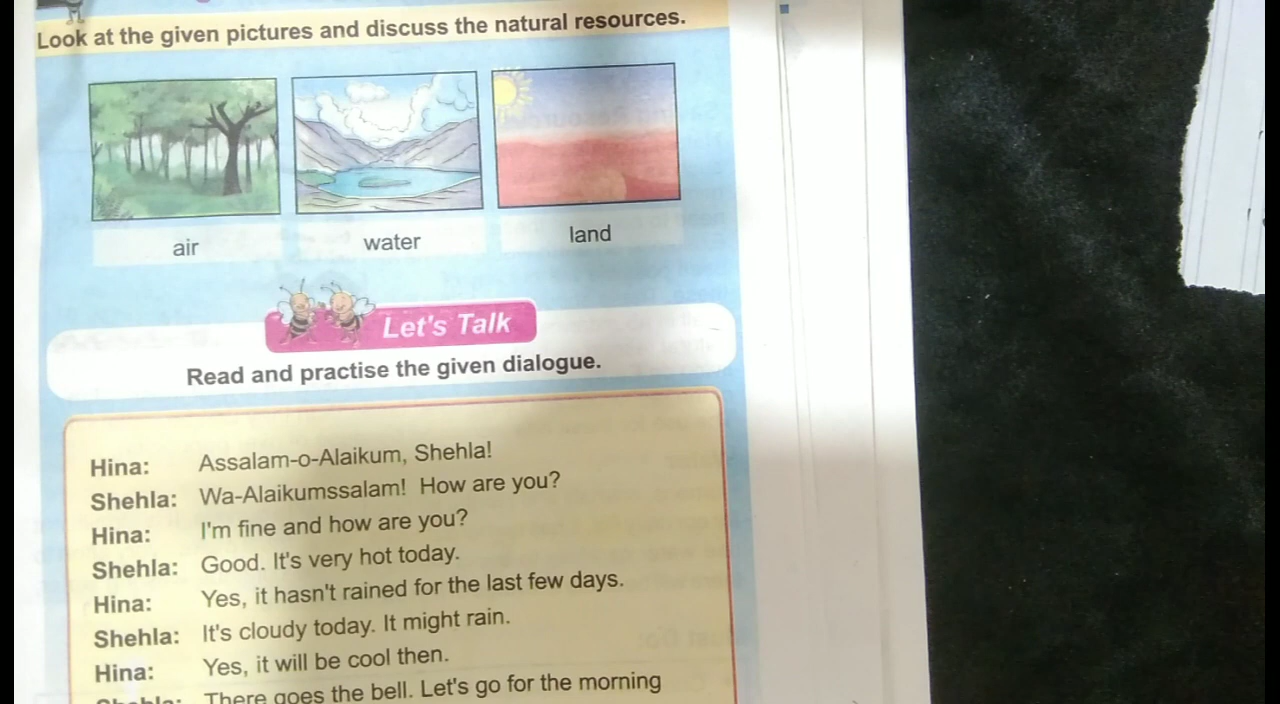 Look at the given pictures and discuss the natural resources.
air
water
land
Let's Talk
Read and practise the given dialogue.
Hina: Assalam-o-Alaikum, Shehla!
Shehla: Wa-Alaikumssalam! How are you?
Hina: I'm fine and how are you?
Shehla: Good. It's very hot today.
Hina: Yes, it hasn't rained for the last few days.
Shehla: It's cloudy today. It might rain.
Hina: Yes, it will be cool then.
Shehla: There goes the bell. Let's go for the morning